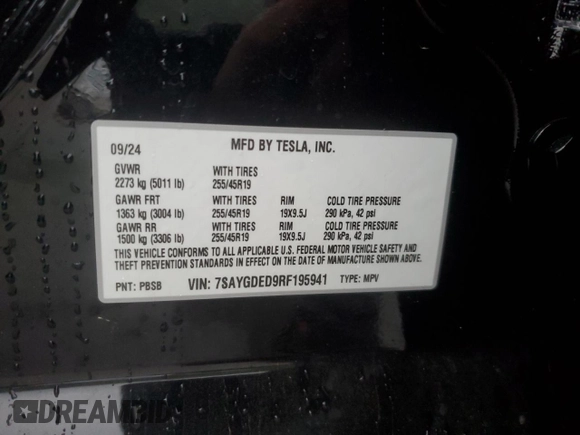 09/24 MFD BY TESLA, INC.
GVWR WITH TIRES
2273 kg (5011 lb) 255/45R19
GAWR FRT WITH TIRES RIM COLD TIRE PRESSURE
1363 kg (3004 lb) 255/45R19 19X9.5J 290 kPa, 42 psi
GAWR RR WITH TIRES RIM COLD TIRE PRESSURE
1500 kg (3306 lb) 255/45R19 19X9.5J 290 kPa, 42 psi
THIS VEHICLE CONFORMS TO ALL APPLICABLE U.S. FEDERAL MOTOR VEHICLE SAFETY AND
THEFT PREVENTION STANDARDS IN EFFECT ON THE DATE OF MANUFACTURE SHOWN ABOVE.
PNT: PBSB VIN: 7SAYGDED9RF195941 TYPE: MPV
DREAMBID